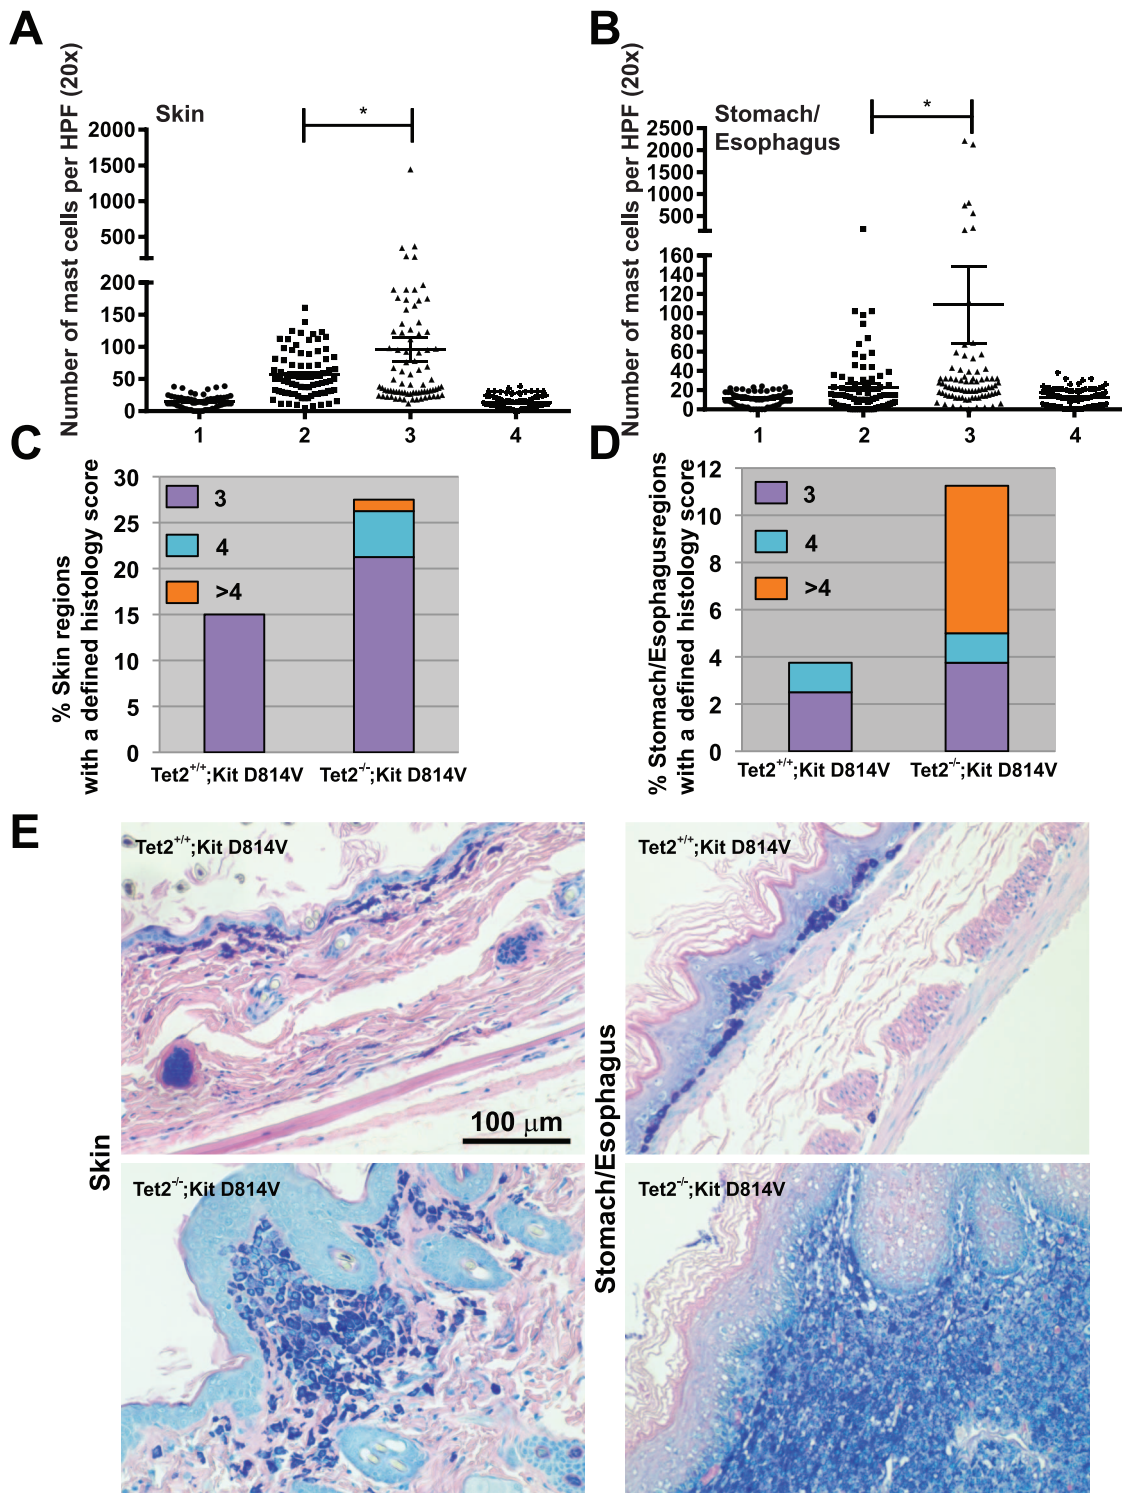 A
Number of mast cells per HPF (20x)
Skin
*
2000
1500
1000
500
200
150
100
50
0
1 2 3 4
B
Number of mast cells per HPF (20x)
Stomach/
Esophagus
*
2500
2000
1500
1000
500
160
140
120
100
80
60
40
20
0
1 2 3 4
C
% Skin regions
with a defined histology score
30
25
20
15
10
5
0
3
4
>4
Tet2+/+;Kit D814V Tet2-/-;Kit D814V
D
% Stomach/Esophagusregions
with a defined histology score
12
10
8
6
4
2
0
3
4
>4
Tet2+/+;Kit D814V Tet2-/-;Kit D814V
E
Skin
Tet2+/+;Kit D814V
100 μm
Tet2-/-;Kit D814V
Stomach/Esophagus
Tet2+/+;Kit D814V
Tet2-/-;Kit D814V